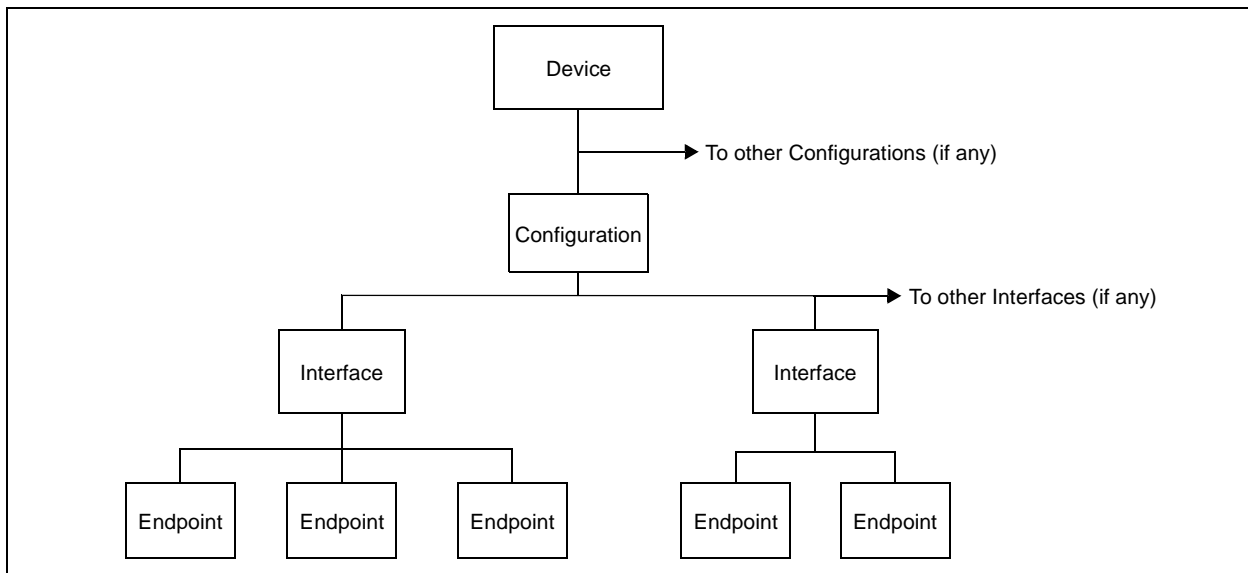 Device
To other Configurations (if any)
Configuration
To other Interfaces (if any)
Interface
Interface
Endpoint
Endpoint
Endpoint
Endpoint
Endpoint